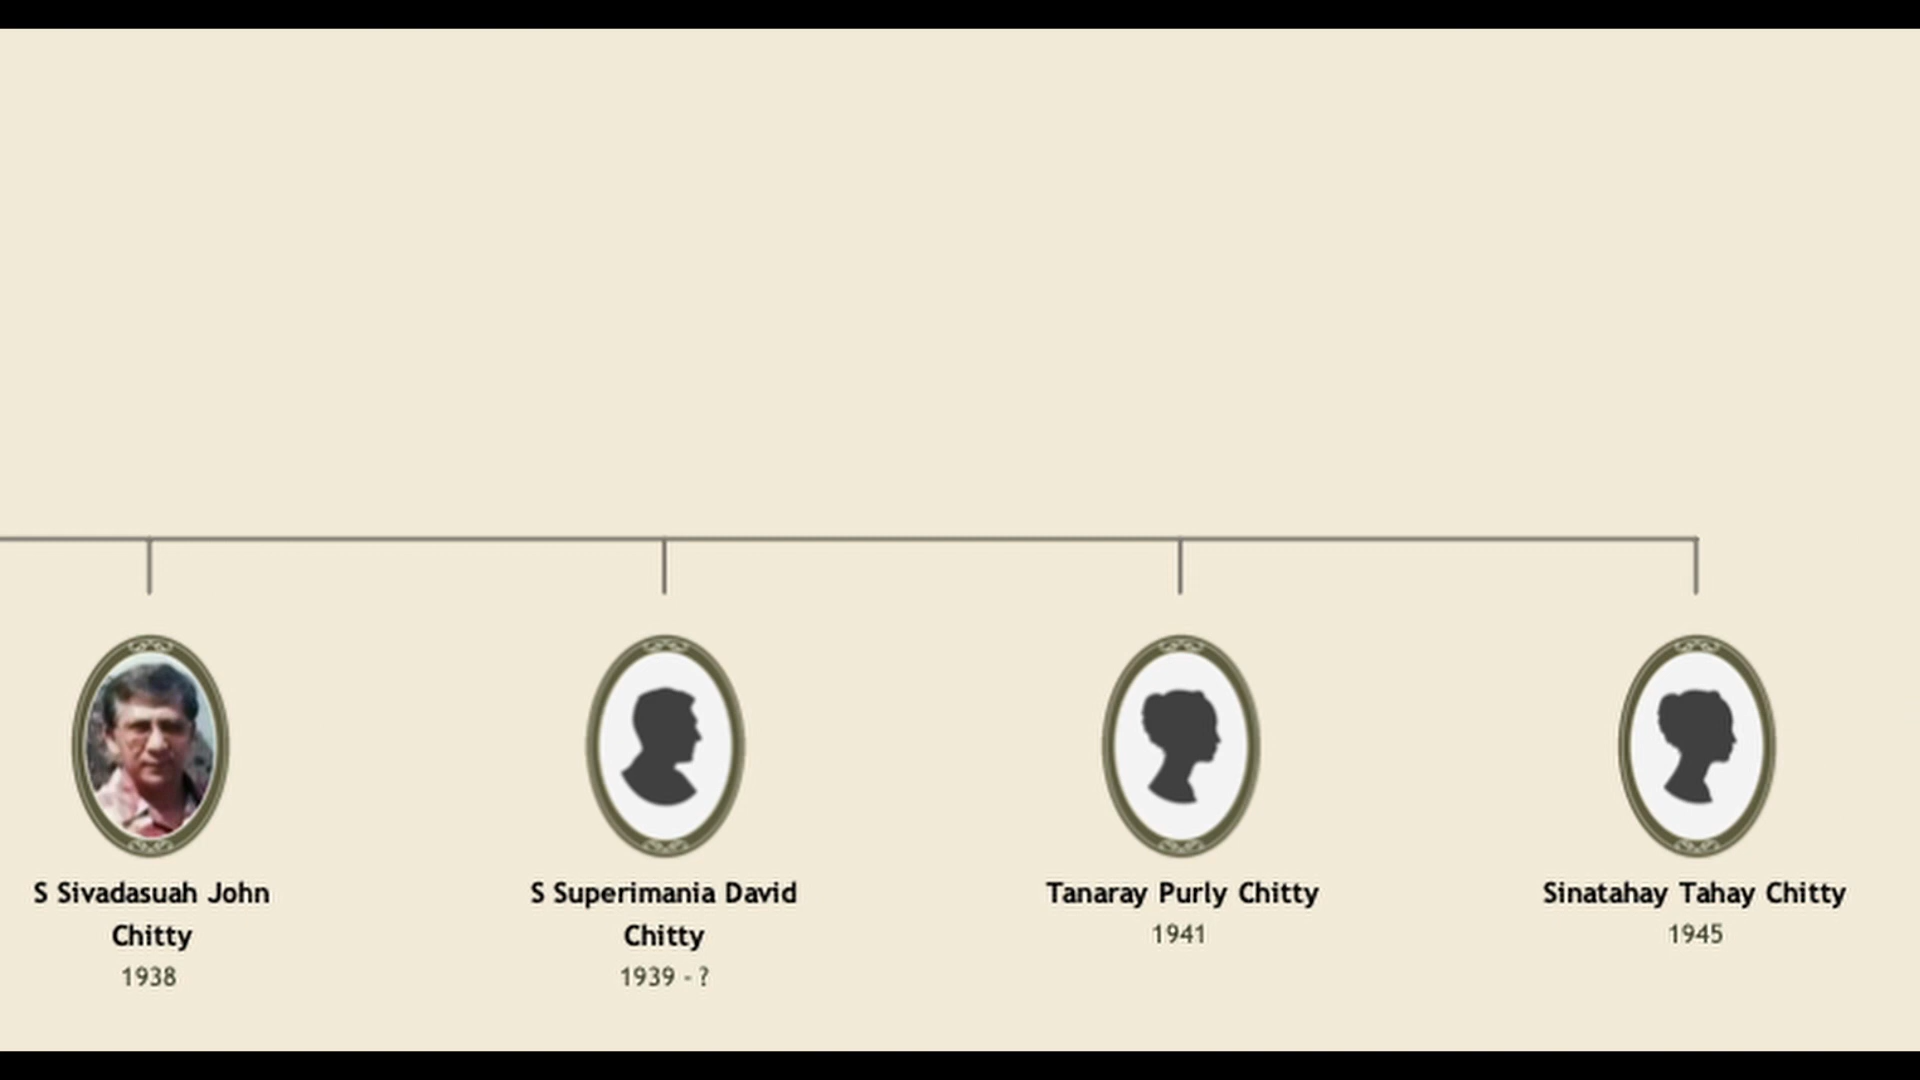 S Sivadasuah John
Chitty
1938
S Superimania David
Chitty
1939 - ?
Tanaray Purly Chitty
1941
Sinatahay Tahay Chitty
1945